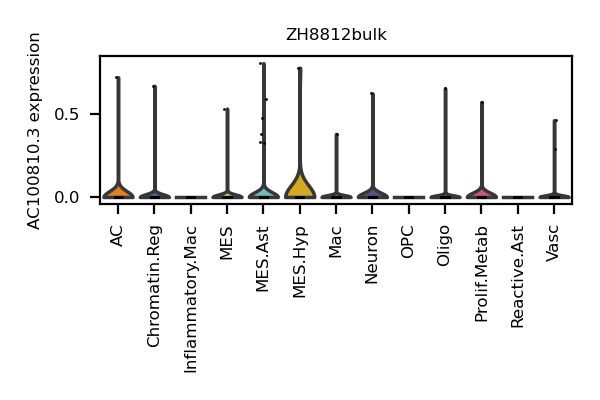 ZH8812bulk
AC100810.3 expression
0.5
0.0
AC
Chromatin.Reg
Inflammatory.Mac
MES
MES.Ast
MES.Hyp
Mac
Neuron
OPC
Oligo
Prolif.Metab
Reactive.Ast
Vasc